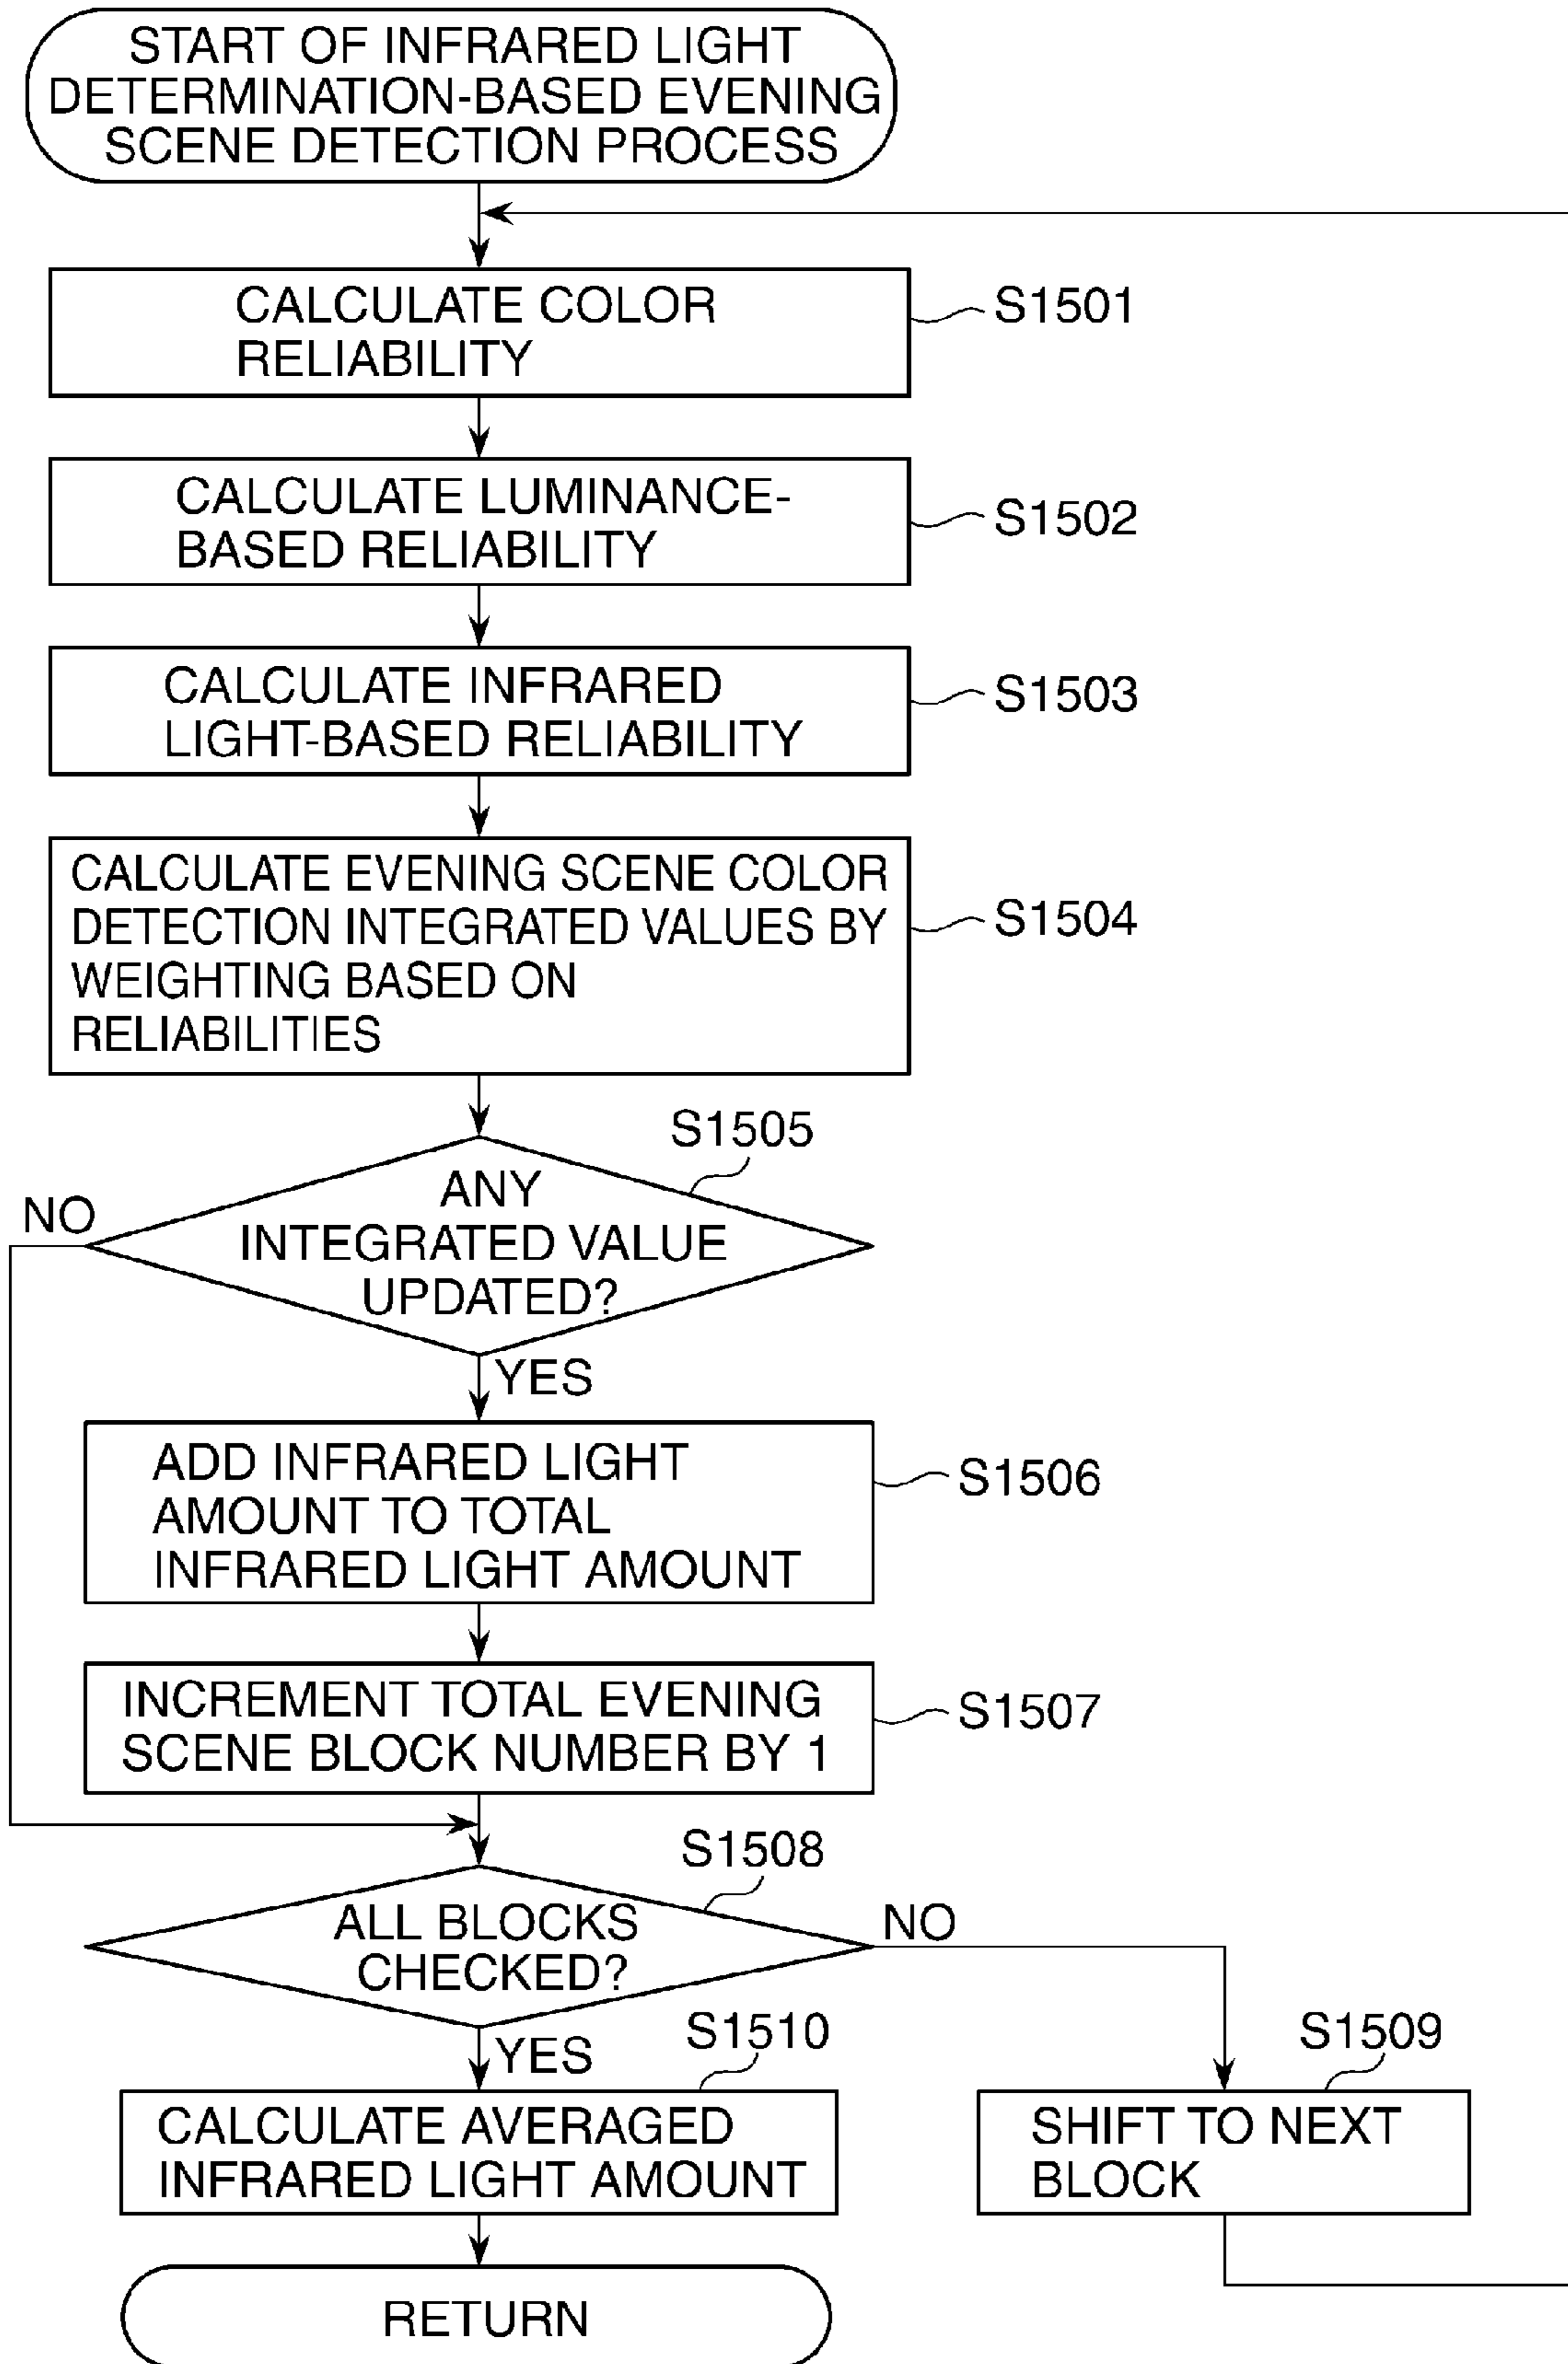 START OF INFRARED LIGHT
DETERMINATION-BASED EVENING
SCENE DETECTION PROCESS
CALCULATE COLOR
RELIABILITY
S1501
CALCULATE LUMINANCE-
BASED RELIABILITY
S1502
CALCULATE INFRARED
LIGHT-BASED RELIABILITY
S1503
CALCULATE EVENING SCENE COLOR
DETECTION INTEGRATED VALUES BY
WEIGHTING BASED ON
RELIABILITIES
S1504
S1505
ANY
INTEGRATED VALUE
UPDATED?
NO
YES
ADD INFRARED LIGHT
AMOUNT TO TOTAL
INFRARED LIGHT AMOUNT
S1506
INCREMENT TOTAL EVENING
SCENE BLOCK NUMBER BY 1
S1507
S1508
ALL BLOCKS
CHECKED?
NO
YES
S1510
CALCULATE AVERAGED
INFRARED LIGHT AMOUNT
S1509
SHIFT TO NEXT
BLOCK
RETURN